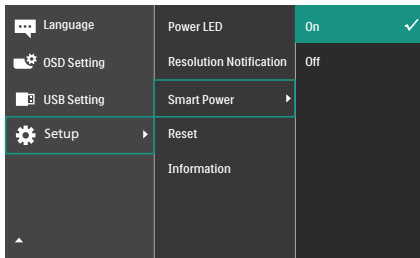 Language
OSD Setting
USB Setting
Setup
Power LED
Resolution Notification
Smart Power
Reset
Information
On
Off